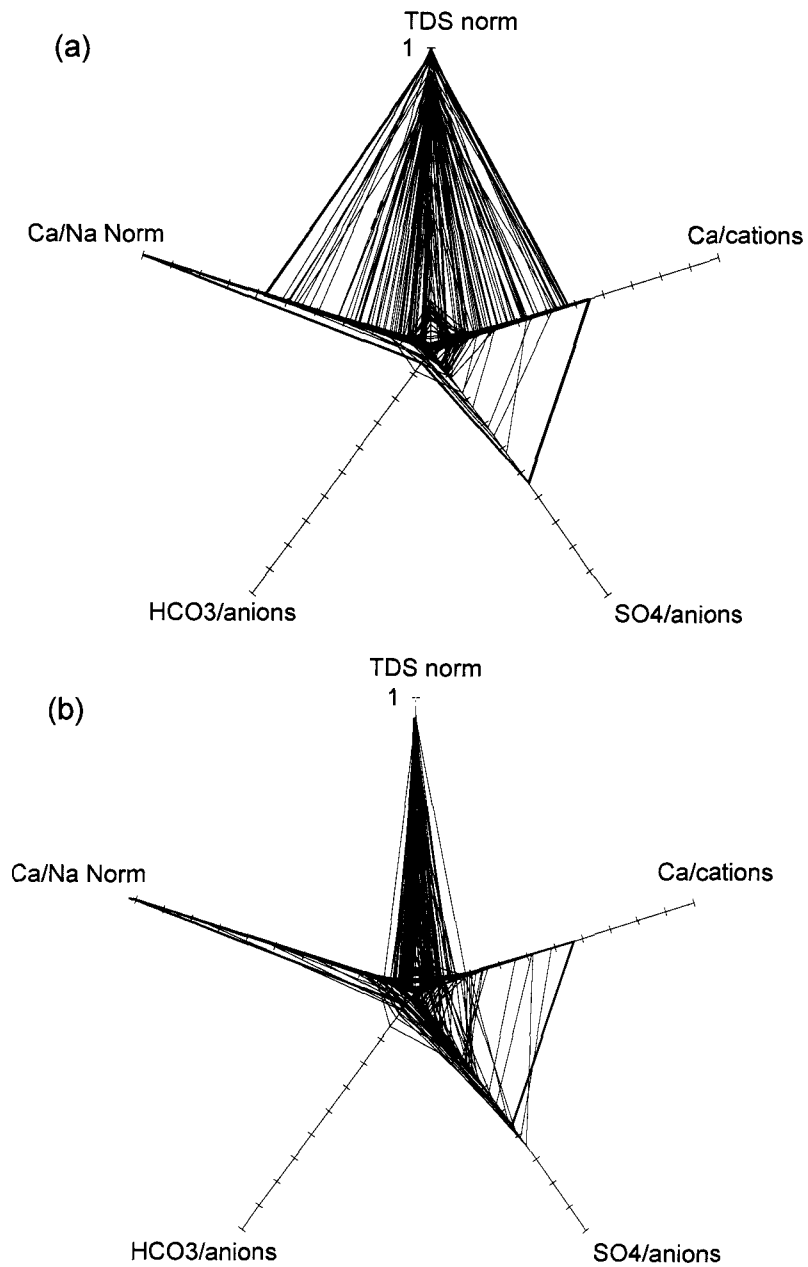 (a)
TDS norm
1
Ca/Na Norm
Ca/cations
HCO3/anions
SO4/anions
(b)
TDS norm
1
Ca/Na Norm
Ca/cations
HCO3/anions
SO4/anions